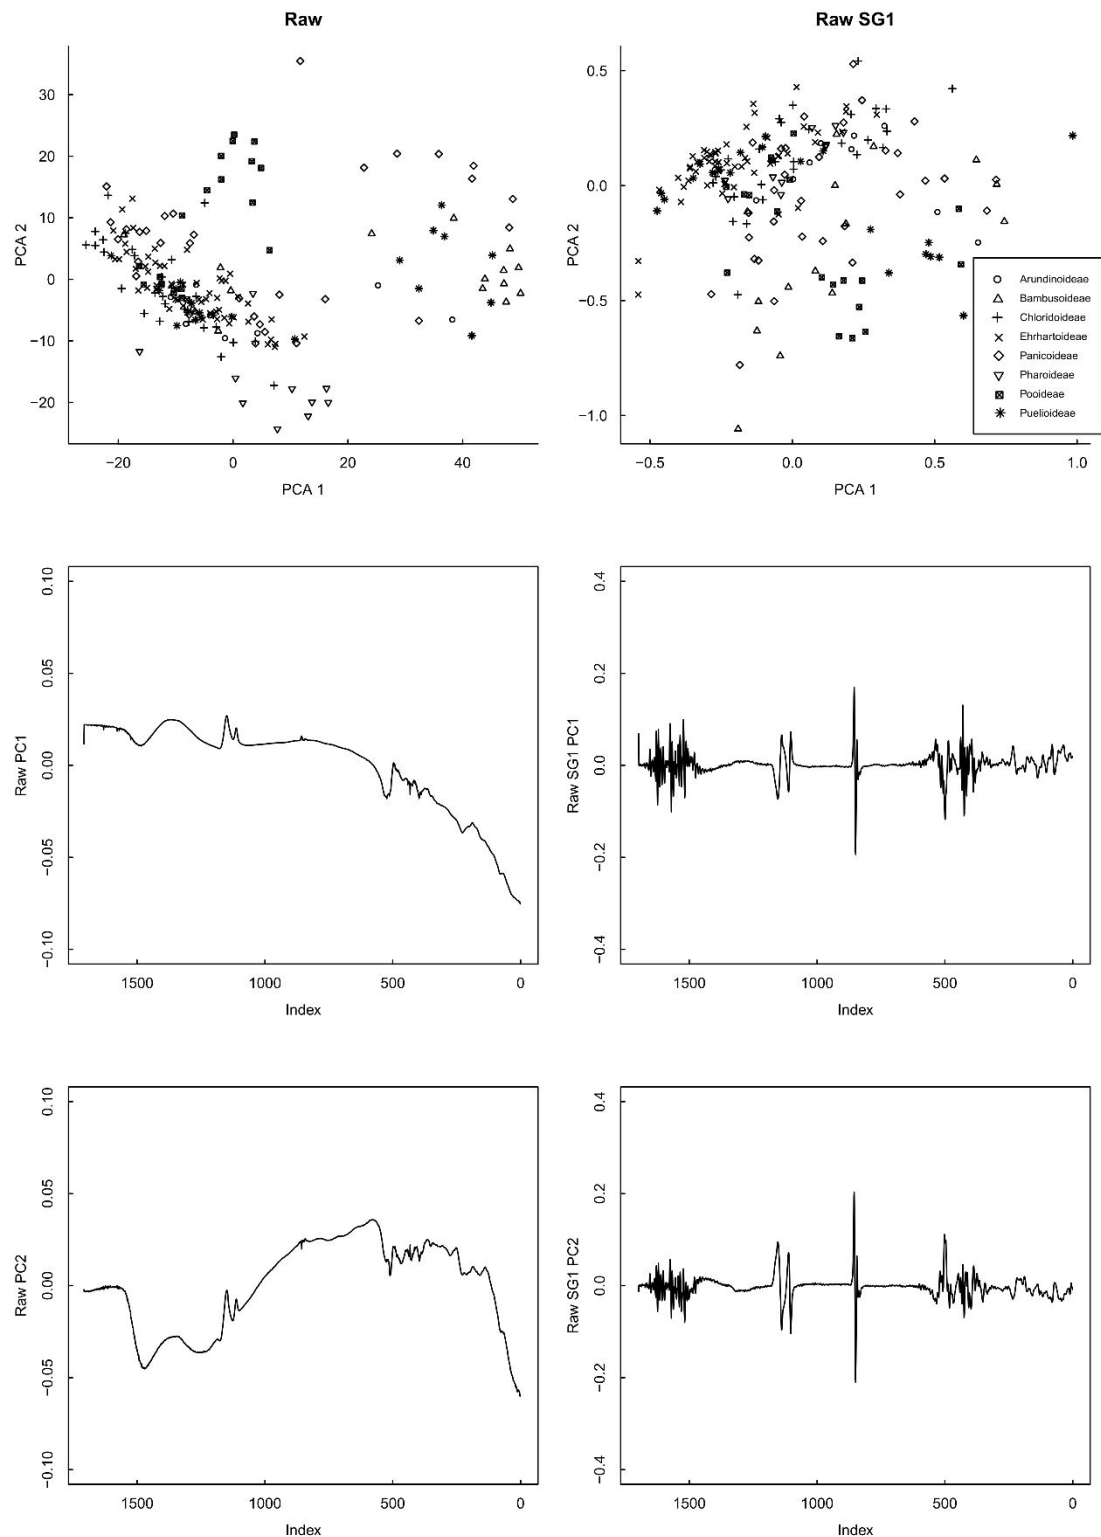 Raw
Raw SG1
30
20
10
0
−10
−20
PCA 2
−20
0
20
40
PCA 1
0.5
0.0
−0.5
−1.0
PCA 2
−0.5
0.0
0.5
1.0
PCA 1
Arundinoideae
Bambusoideae
Chloridoideae
Ehrhartoideae
Panicoideae
Pharoideae
Pooideae
Puelioideae
0.10
0.05
0.00
−0.05
−0.10
Raw PC1
1500
1000
500
0
Index
0.4
0.2
0.0
−0.2
−0.4
Raw SG1 PC1
1500
1000
500
0
Index
0.10
0.05
0.00
−0.05
−0.10
Raw PC2
1500
1000
500
0
Index
0.4
0.2
0.0
−0.2
−0.4
Raw SG1 PC2
1500
1000
500
0
Index